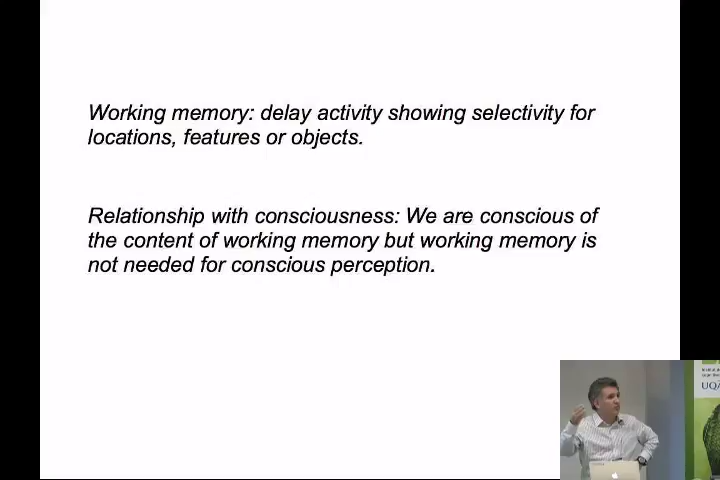 Working memory: delay activity showing selectivity for
locations, features or objects.
Relationship with consciousness: We are conscious of
the content of working memory but working memory is
not needed for conscious perception.